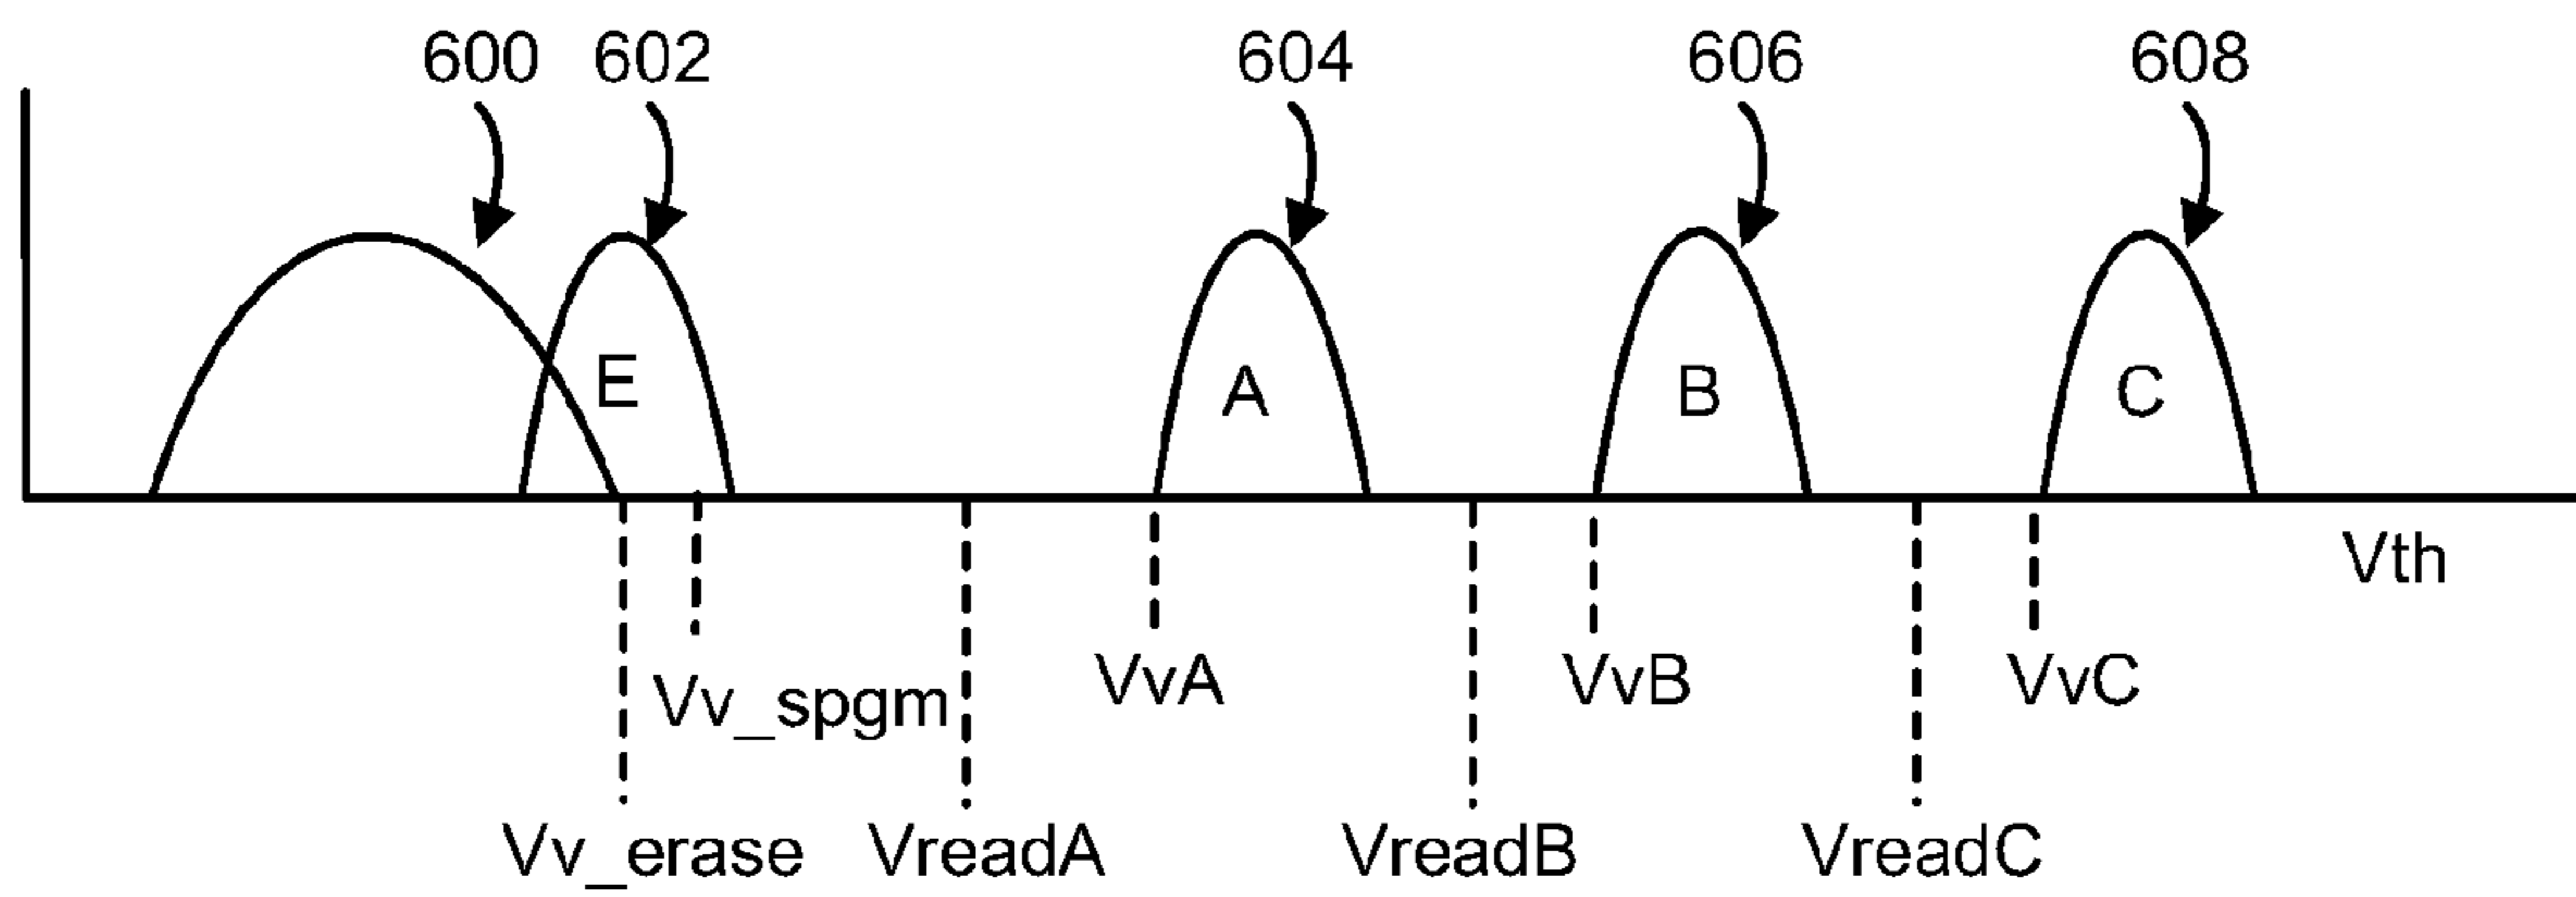 600 602 604 606 608
E A B C
Vth
Vv_spgm VvA VvB VvC
Vv_erase VreadA VreadB VreadC